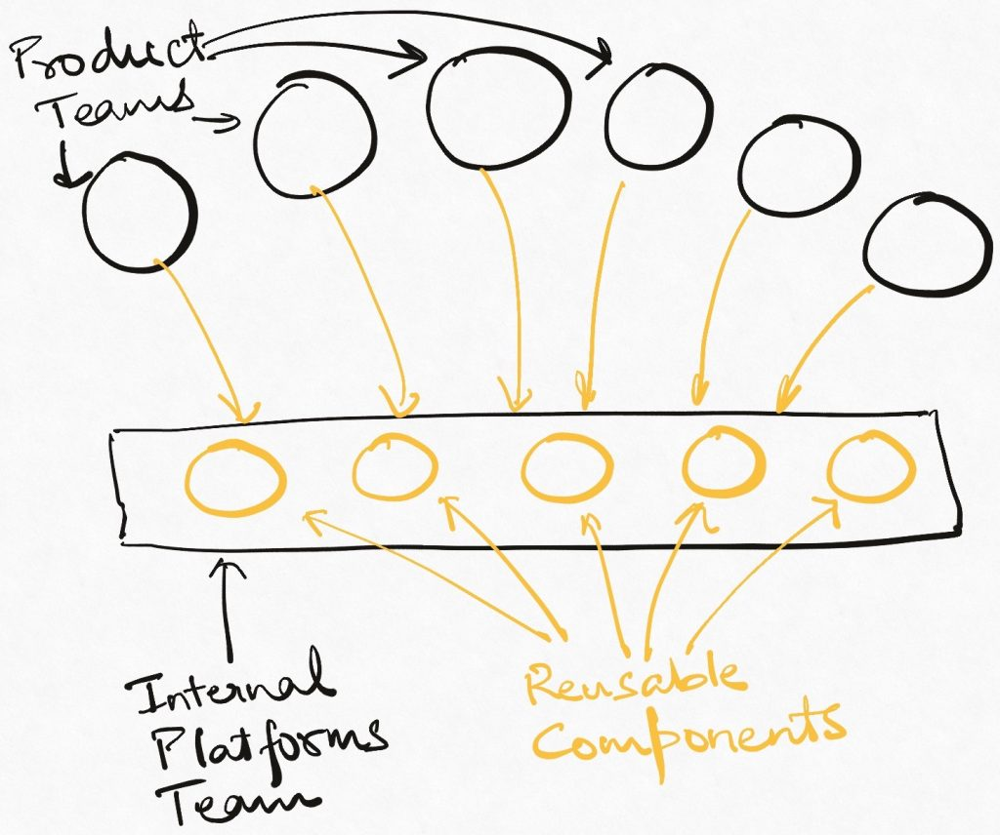 Product
Teams
Internal
Platforms
Team
Reusable
Components